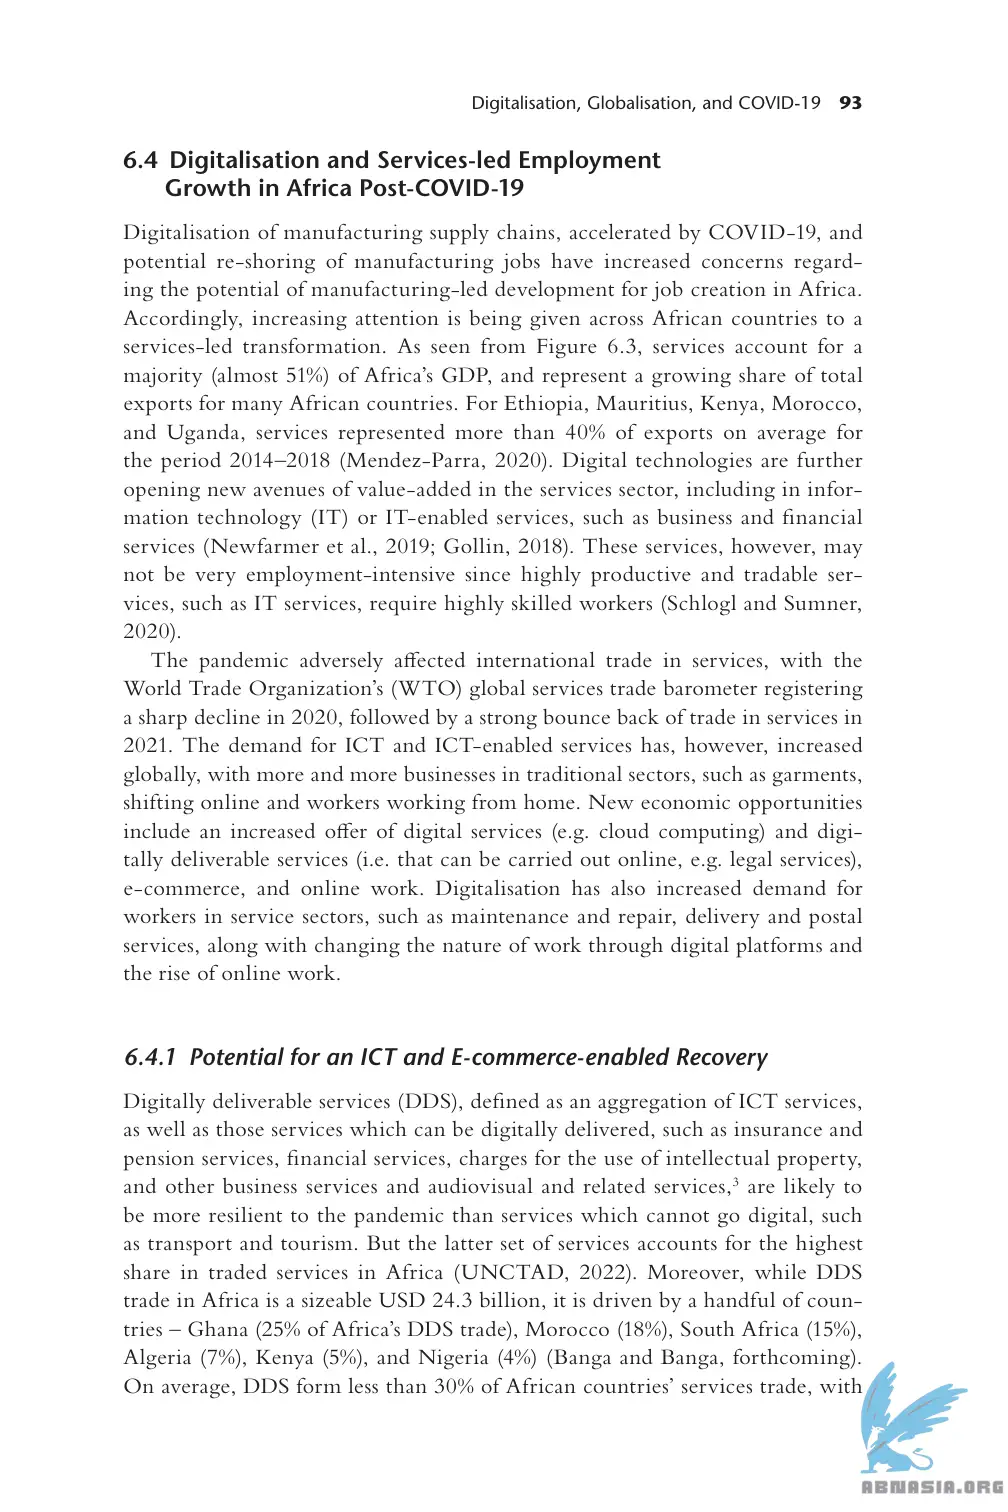 Digitalisation, Globalisation, and COVID-19 93
6.4 Digitalisation and Services-led Employment
Growth in Africa Post-COVID-19
Digitalisation of manufacturing supply chains, accelerated by COVID-19, and
potential re-shoring of manufacturing jobs have increased concerns regard-
ing the potential of manufacturing-led development for job creation in Africa.
Accordingly, increasing attention is being given across African countries to a
services-led transformation. As seen from Figure 6.3, services account for a
majority (almost 51%) of Africa’s GDP, and represent a growing share of total
exports for many African countries. For Ethiopia, Mauritius, Kenya, Morocco,
and Uganda, services represented more than 40% of exports on average for
the period 2014–2018 (Mendez-Parra, 2020). Digital technologies are further
opening new avenues of value-added in the services sector, including in infor-
mation technology (IT) or IT-enabled services, such as business and financial
services (Newfarmer et al., 2019; Gollin, 2018). These services, however, may
not be very employment-intensive since highly productive and tradable ser-
vices, such as IT services, require highly skilled workers (Schlogl and Sumner,
2020).
The pandemic adversely affected international trade in services, with the
World Trade Organization’s (WTO) global services trade barometer registering
a sharp decline in 2020, followed by a strong bounce back of trade in services in
2021. The demand for ICT and ICT-enabled services has, however, increased
globally, with more and more businesses in traditional sectors, such as garments,
shifting online and workers working from home. New economic opportunities
include an increased offer of digital services (e.g. cloud computing) and digi-
tally deliverable services (i.e. that can be carried out online, e.g. legal services),
e-commerce, and online work. Digitalisation has also increased demand for
workers in service sectors, such as maintenance and repair, delivery and postal
services, along with changing the nature of work through digital platforms and
the rise of online work.
6.4.1 Potential for an ICT and E-commerce-enabled Recovery
Digitally deliverable services (DDS), defined as an aggregation of ICT services,
as well as those services which can be digitally delivered, such as insurance and
pension services, financial services, charges for the use of intellectual property,
and other business services and audiovisual and related services,³ are likely to
be more resilient to the pandemic than services which cannot go digital, such
as transport and tourism. But the latter set of services accounts for the highest
share in traded services in Africa (UNCTAD, 2022). Moreover, while DDS
trade in Africa is a sizeable USD 24.3 billion, it is driven by a handful of coun-
tries – Ghana (25% of Africa’s DDS trade), Morocco (18%), South Africa (15%),
Algeria (7%), Kenya (5%), and Nigeria (4%) (Banga and Banga, forthcoming).
On average, DDS form less than 30% of African countries’ services trade, with
ABNASIA.ORG